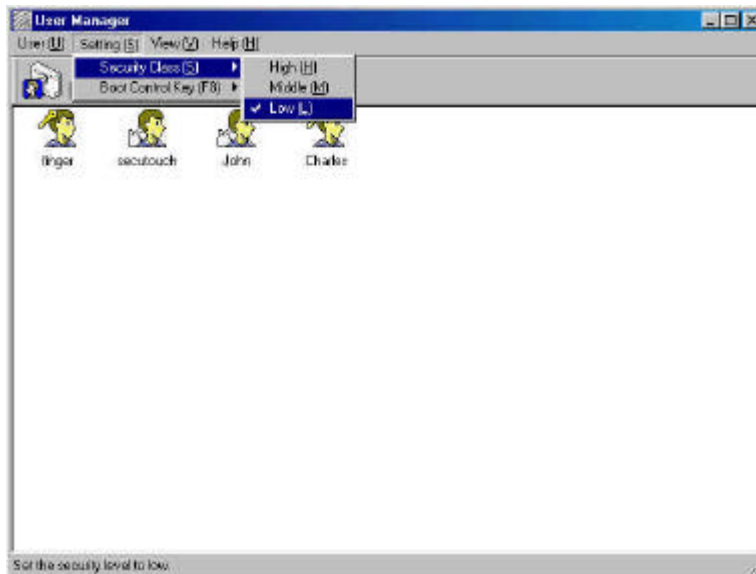 User Manager
User [U] Setting [S] View [V] Help [H]
Security Class [S] High [H]
Boot Control Key (F8) Middle [M]
Low [L]
finger secutouch John Charles
Set the security level to low.